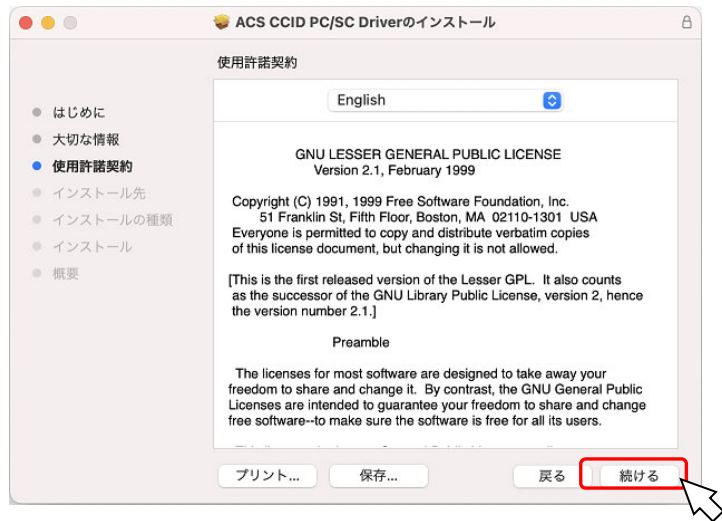 ACS CCID PC/SC Driverのインストール
使用許諾契約
はじめに
大切な情報
使用許諾契約
インストール先
インストールの種類
インストール
概要
English
GNU LESSER GENERAL PUBLIC LICENSE
Version 2.1, February 1999
Copyright (C) 1991, 1999 Free Software Foundation, Inc.
51 Franklin St, Fifth Floor, Boston, MA 02110-1301 USA
Everyone is permitted to copy and distribute verbatim copies
of this license document, but changing it is not allowed.
[This is the first released version of the Lesser GPL. It also counts
as the successor of the GNU Library Public License, version 2, hence
the version number 2.1.]
Preamble
The licenses for most software are designed to take away your
freedom to share and change it. By contrast, the GNU General Public
Licenses are intended to guarantee your freedom to share and change
free software--to make sure the software is free for all its users.
プリント...
保存...
戻る
続ける